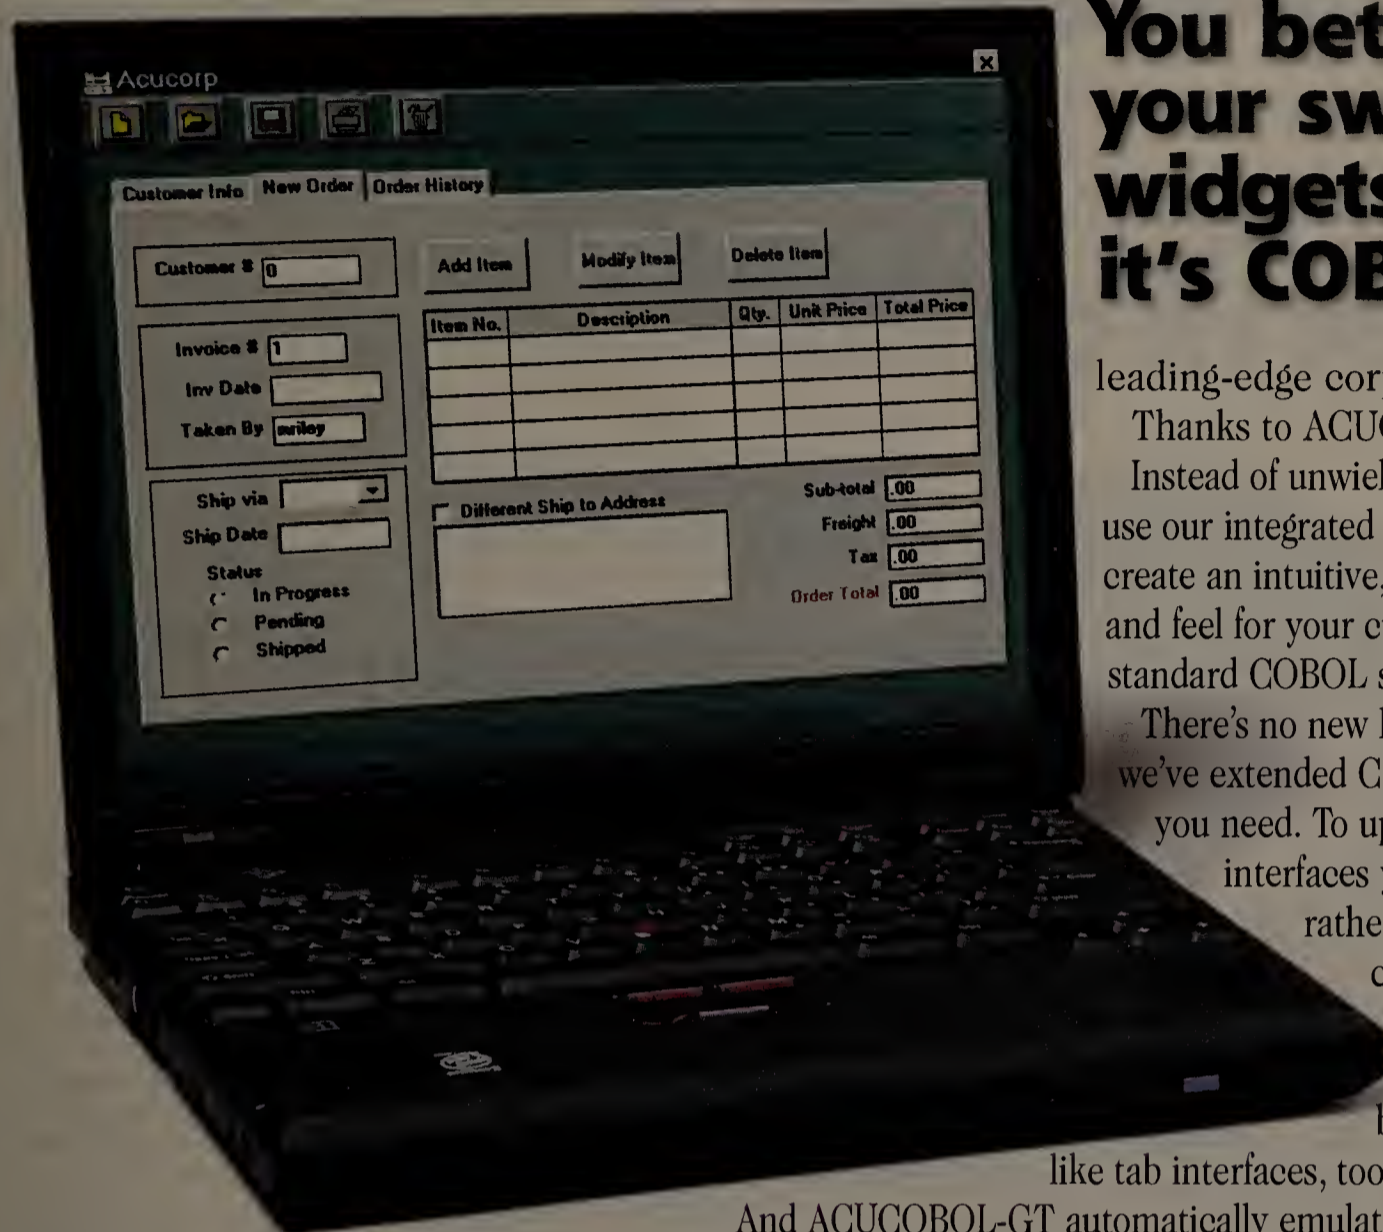 Acucorp
Customer Info New Order Order History
Customer # 0
Add Item Modify Item Delete Item
Item No. Description Qty. Unit Price Total Price
Invoice # 1
Inv Date
Taken By mriley
Ship via
Ship Date
Status
In Progress
Pending
Shipped
Different Ship to Address
Sub-total .00
Freight .00
Tax .00
Order Total .00
You bet
your sw
widgets
it's COB
leading-edge cor
Thanks to ACUC
Instead of unwiel
use our integrated
create an intuitive,
and feel for your c
standard COBOL s
There's no new l
we've extended C
you need. To up
interfaces y
rathe
c
like tab interfaces, too
And ACUCOBOL-GT automatically emulat